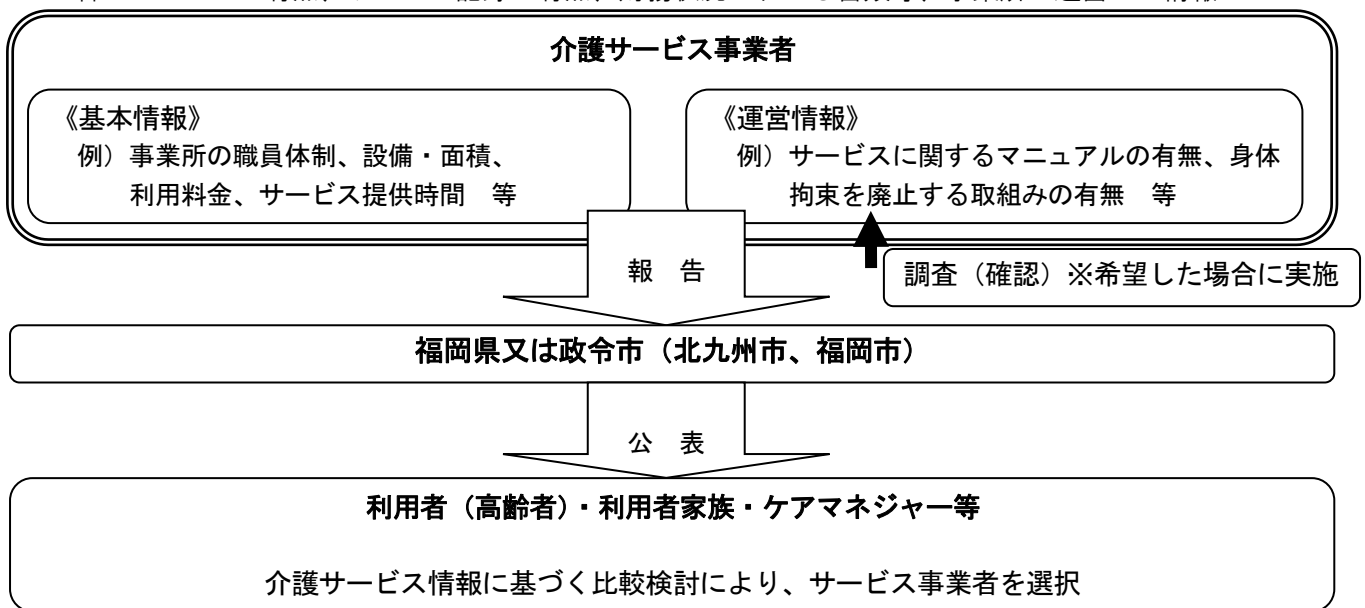 介護サービス事業者
《基本情報》
例）事業所の職員体制、設備・面積、
利用料金、サービス提供時間　等
《運営情報》
例）サービスに関するマニュアルの有無、身体
拘束を廃止する取組みの有無　等
報　告
調査（確認）※希望した場合に実施
福岡県又は政令市（北九州市、福岡市）
公　表
利用者（高齢者）・利用者家族・ケアマネジャー等
介護サービス情報に基づく比較検討により、サービス事業者を選択